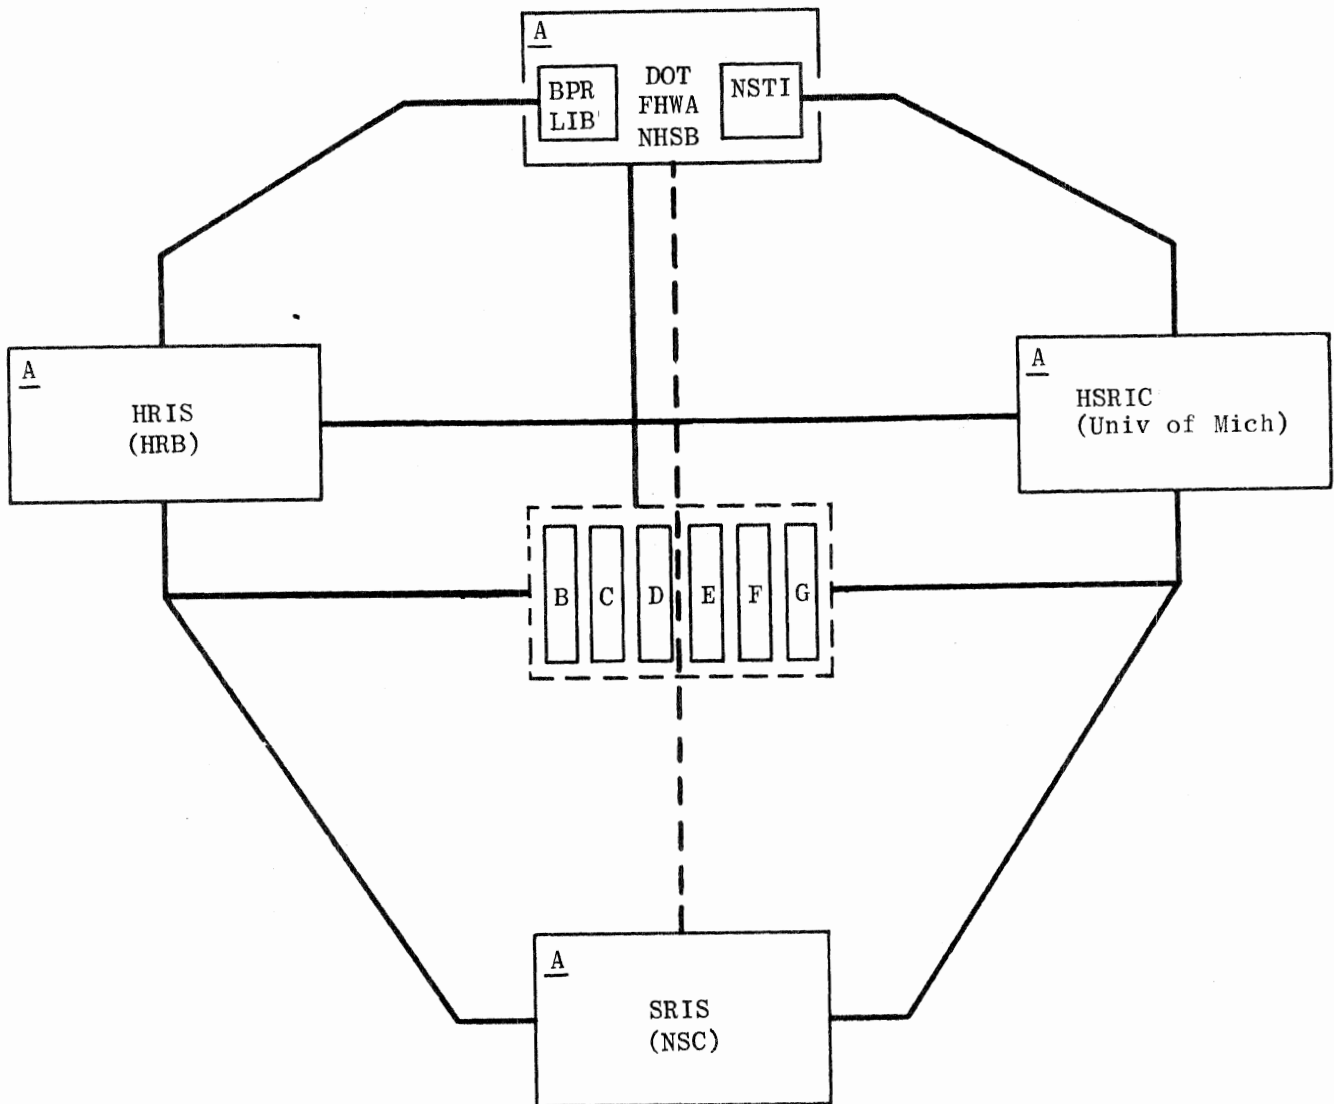 A
BPR
LIB
DOT
FHWA
NHSB
NSTI
A
HRIS
(HRB)
A
HSRIC
(Univ of Mich)
B C D E F G
A
SRIS
(NSC)